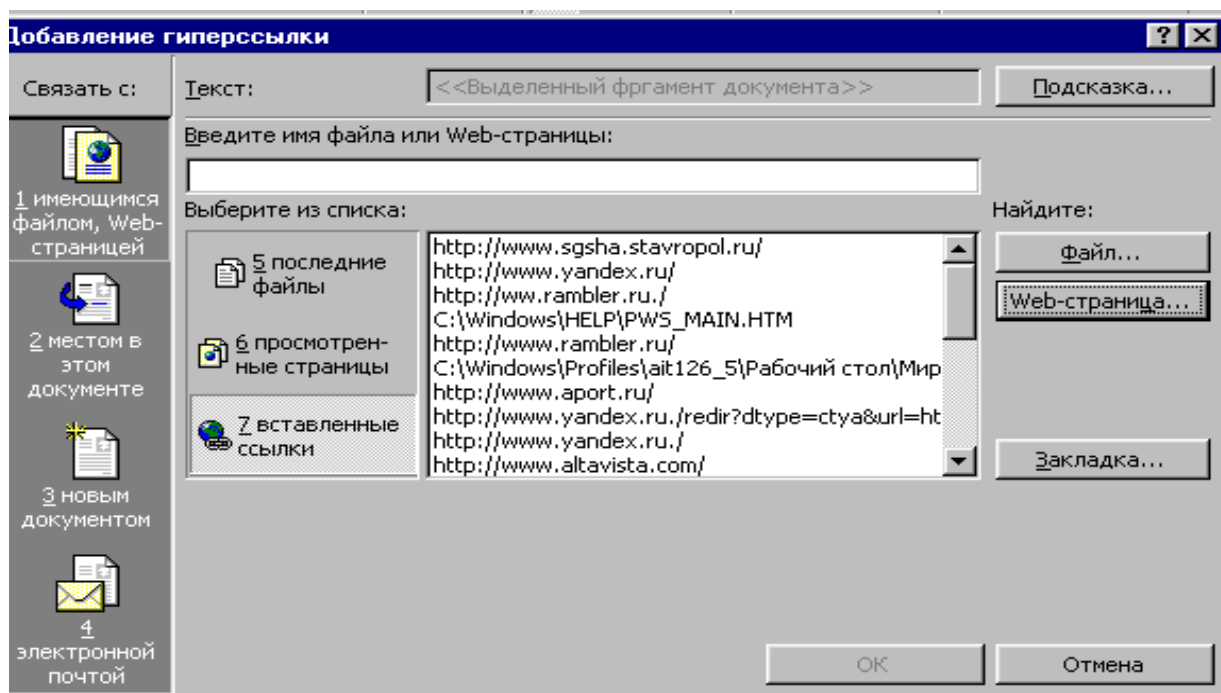 Добавление гиперссылки
Связать с:
Текст:
<<Выделенный фргамент документа>>
Подсказка...
Введите имя файла или Web-страницы:
1 имеющимся
файлом, Web-
страницей
Выберите из списка:
Найдите:
5 последние
файлы
6 просмотрен-
ные страницы
7 вставленные
ссылки
http://www.sgsha.stavropol.ru/
http://www.yandex.ru/
http://ww.rambler.ru./
C:\Windows\HELP\PWS_MAIN.HTM
http://www.rambler.ru/
C:\Windows\Profiles\ait126_5\Рабочий стол\Мир
http://www.aport.ru/
http://www.yandex.ru./redir?dtype=ctya&url=ht
http://www.yandex.ru./
http://www.altavista.com/
Файл...
Web-страница...
Закладка...
2 местом в
этом
документе
3 новым
документом
4
электронной
почтой
ОК
Отмена